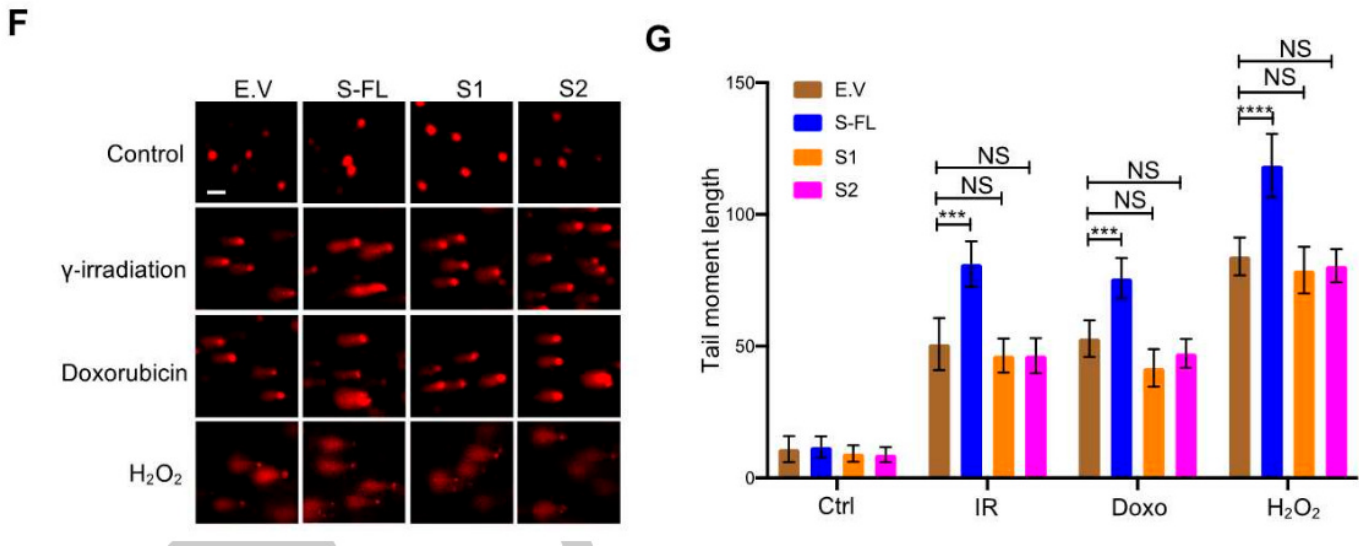 F
E.V S-FL S1 S2
Control
γ-irradiation
Doxorubicin
H₂O₂
G
Tail moment length
150
100
50
0
E.V
S-FL
S1
S2
NS
NS
***
NS
NS
***
NS
NS
****
Ctrl IR Doxo H₂O₂